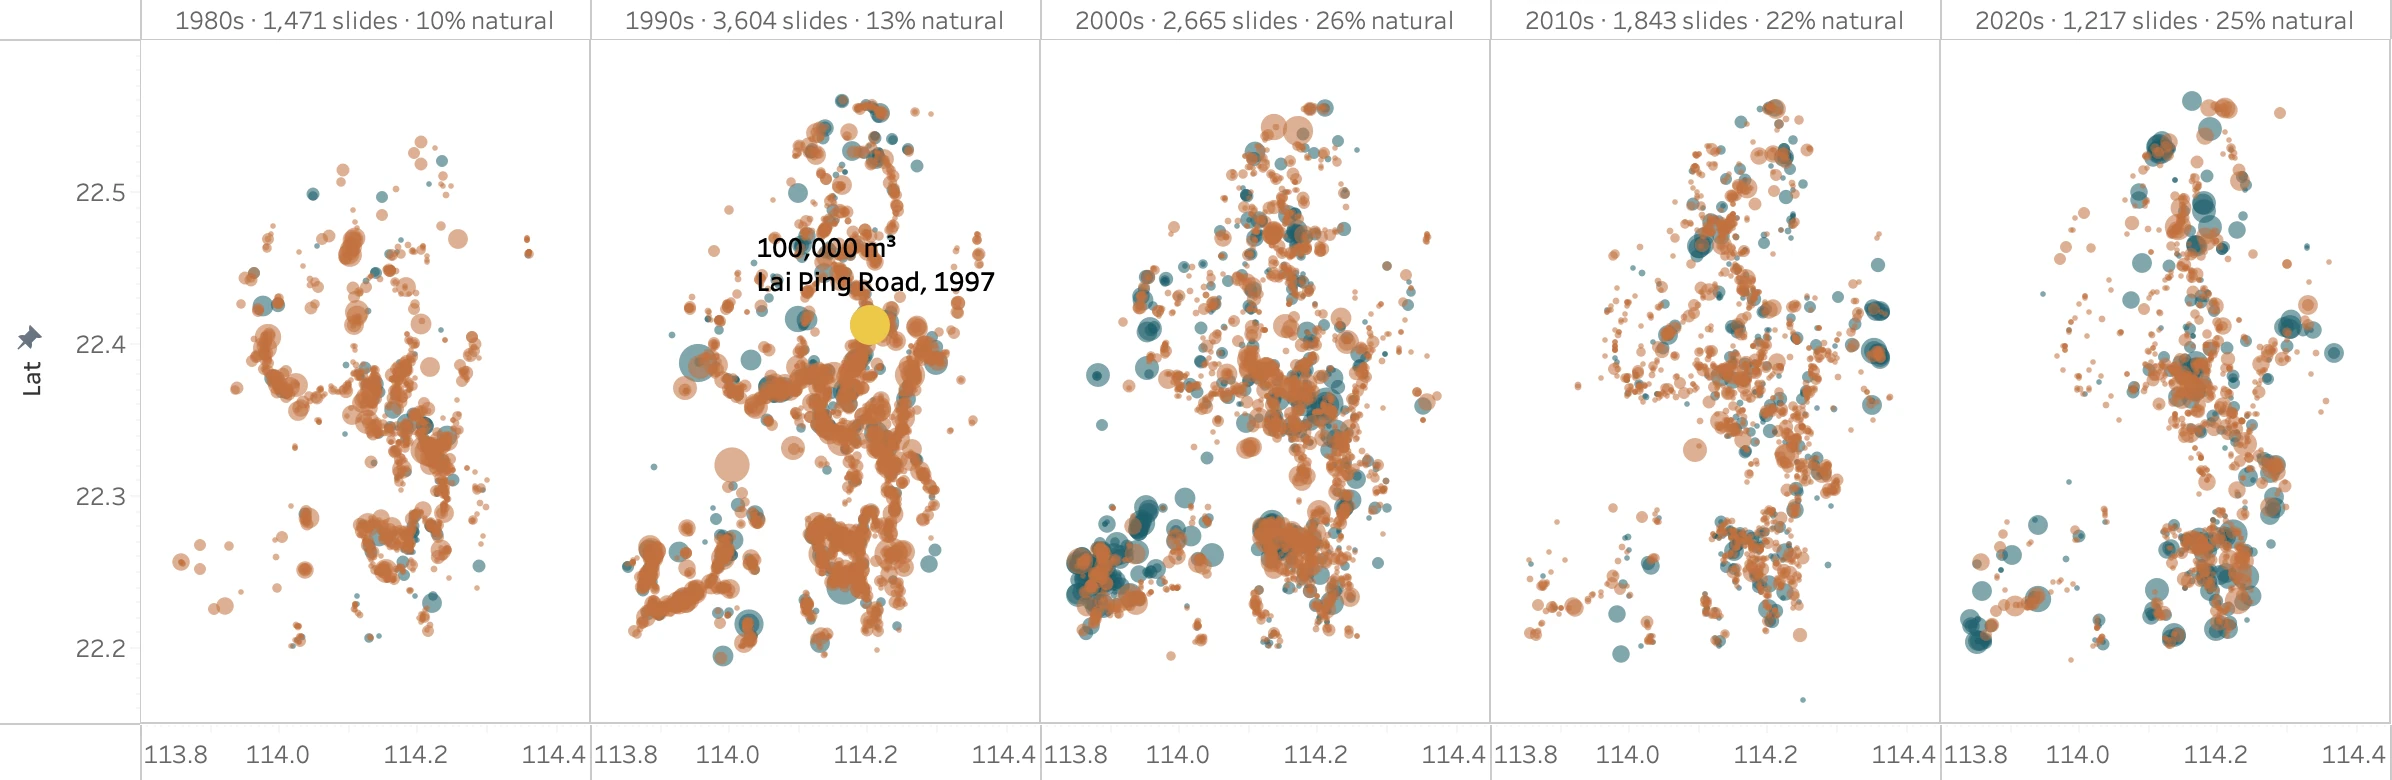 1980s · 1,471 slides · 10% natural
1990s · 3,604 slides · 13% natural
2000s · 2,665 slides · 26% natural
2010s · 1,843 slides · 22% natural
2020s · 1,217 slides · 25% natural
22.5
100,000 m³
Lai Ping Road, 1997
22.4
Lat
22.3
22.2
113.8 114.0 114.2 114.4
113.8 114.0 114.2 114.4
113.8 114.0 114.2 114.4
113.8 114.0 114.2 114.4
113.8 114.0 114.2 114.4